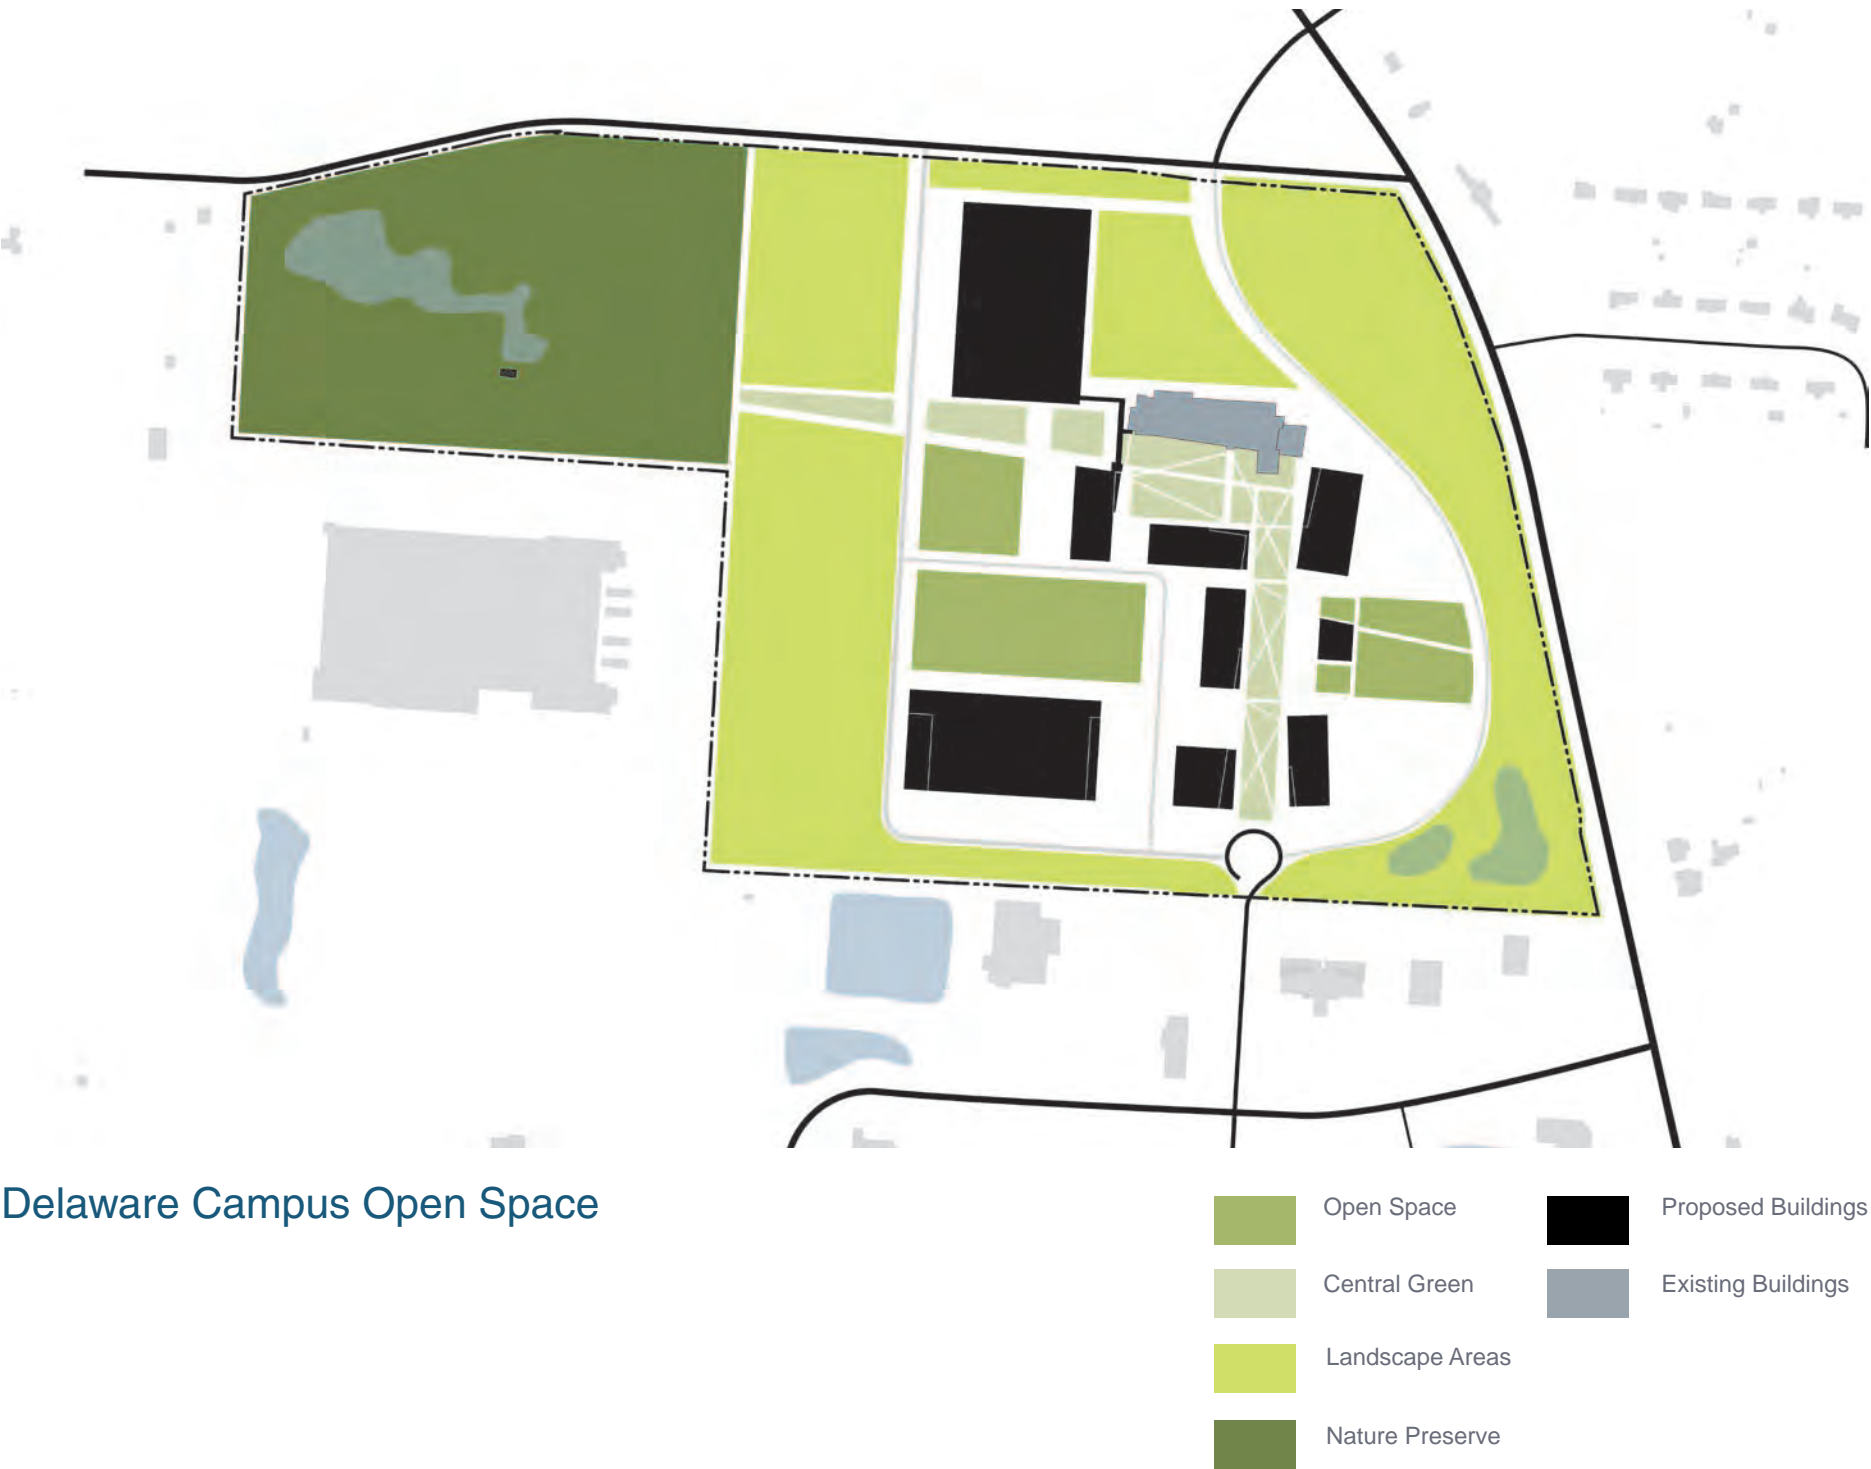 Delaware Campus Open Space
Open Space
Proposed Buildings
Central Green
Existing Buildings
Landscape Areas
Nature Preserve